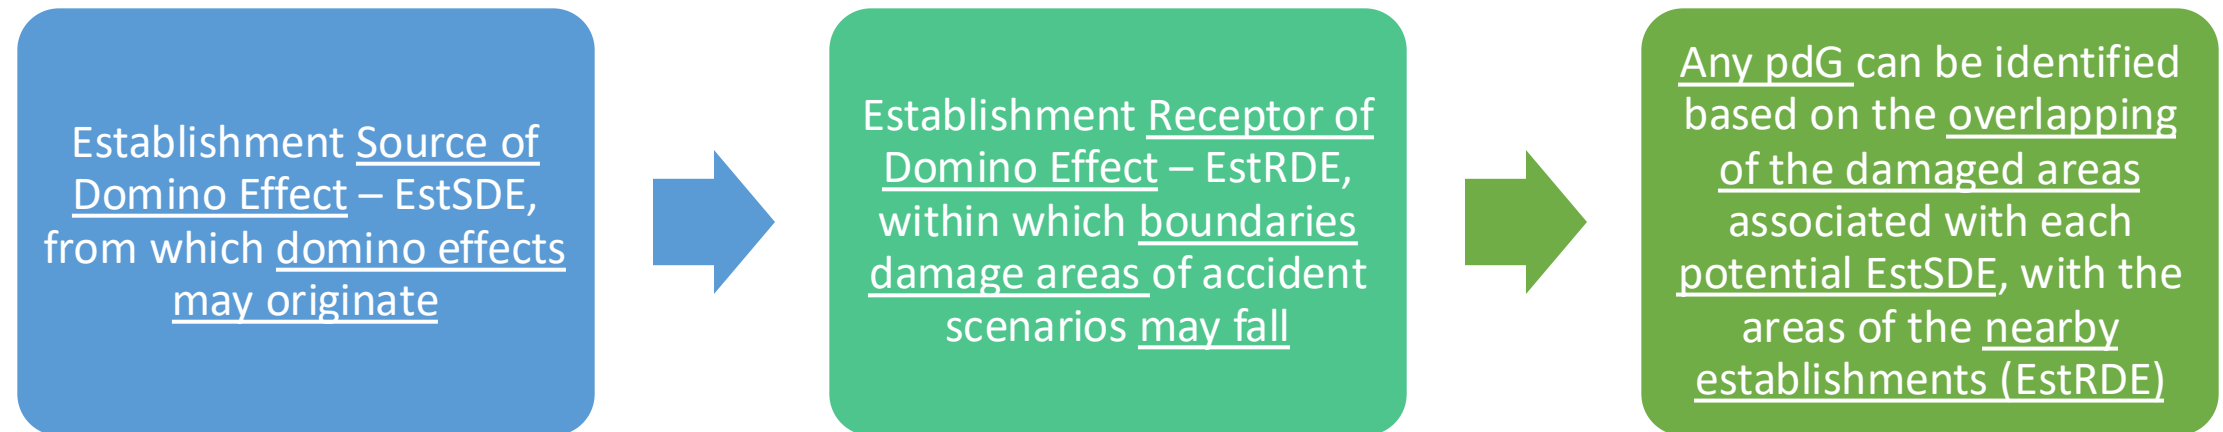 Establishment Source of
Domino Effect – EstSDE,
from which domino effects
may originate
Establishment Receptor of
Domino Effect – EstRDE,
within which boundaries
damage areas of accident
scenarios may fall
Any pdG can be identified
based on the overlapping
of the damaged areas
associated with each
potential EstSDE, with the
areas of the nearby
establishments (EstRDE)